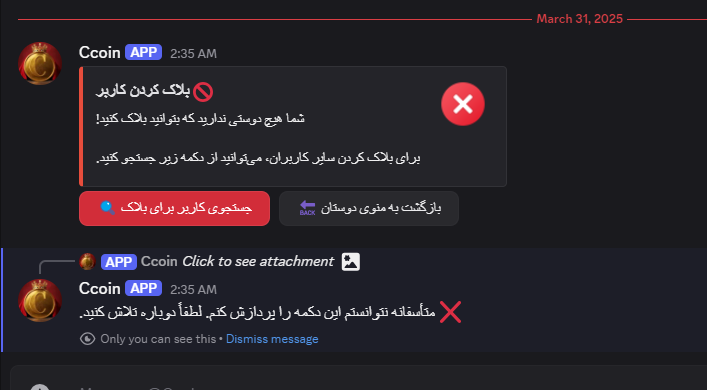 March 31, 2025
Ccoin APP 2:35 AM
بلاک کردن کاربر
شما هیچ دوستی ندارید که بتوانید بلاک کنید!
برای بلاک کردن سایر کاربران، می‌توانید از دکمه زیر جستجو کنید.
جستجوی کاربر برای بلاک
بازگشت به منوی دوستان BACK
APP Ccoin Click to see attachment
Ccoin APP 2:35 AM
متأسفانه نتوانستم این دکمه را پردازش کنم. لطفاً دوباره تلاش کنید.
Only you can see this • Dismiss message